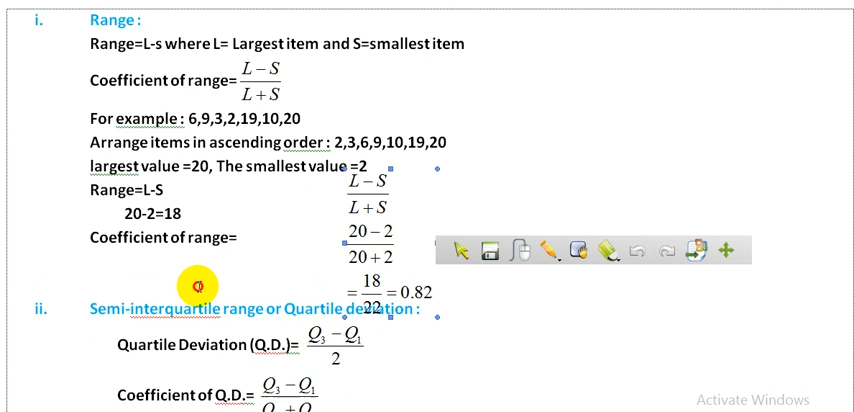 i. Range :
Range=L-s where L= Largest item and S=smallest item
Coefficient of range= L − S / L + S
For example : 6,9,3,2,19,10,20
Arrange items in ascending order : 2,3,6,9,10,19,20
largest value =20, The smallest value =2
Range=L-S
L − S / L + S
20-2=18
20 − 2 / 20 + 2
Coefficient of range=
= 18 / 22 = 0.82
ii. Semi-interquartile range or Quartile deviation :
Quartile Deviation (Q.D.)= Q3 − Q1 / 2
Coefficient of Q.D.= Q3 − Q1 / Q + Q
Activate Windows